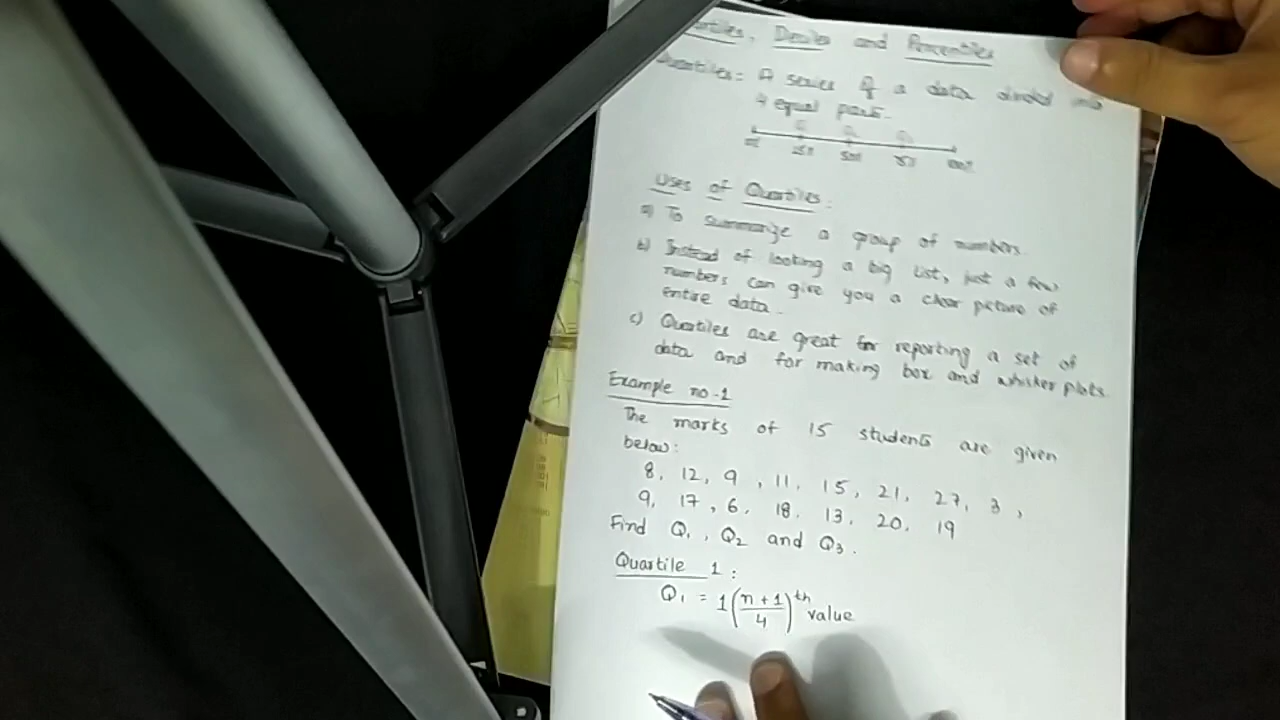 Deciles and Percentiles
Quartiles: A series of a data divided into
4 equal parts.
25% 50% 75% 100%
Uses of Quartiles:
a) To summarize a group of numbers.
b) Instead of looking a big list, just a few
numbers can give you a clear picture of
entire data.
c) Quartiles are great for reporting a set of
data and for making box and whisker plots.
Example no-1
The marks of 15 students are given
below:
8, 12, 9, 11, 15, 21, 27, 3,
9, 17, 6, 18, 13, 20, 19
Find Q₁, Q₂ and Q₃.
Quartile 1:
Q₁ = 1(n+1/4)th value